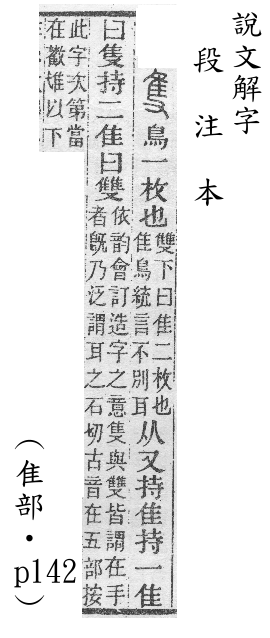 說文解字
段注本
隻 鳥一枚也
雙下曰隹二枚也
隹鳥統言不別耳
从又持隹持一隹
曰隻持二隹曰雙
依韵會訂造字之意隻與雙皆謂在手
者旣乃泛謂耳之石切古音在五部按
此字次第當
在雄以下
（隹部・p142）